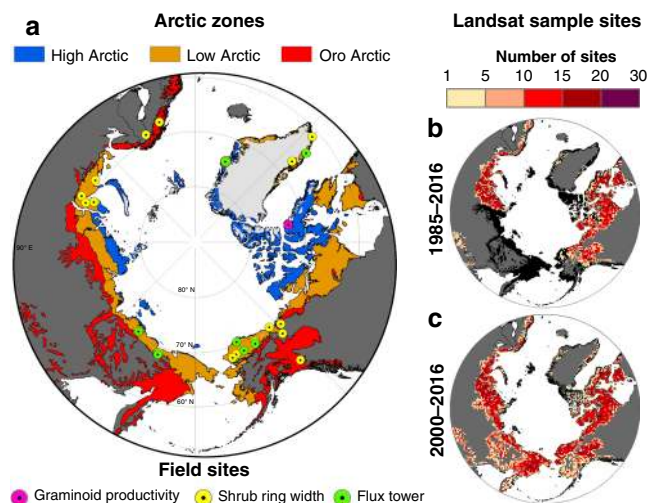 Arctic zones
Landsat sample sites
a
High Arctic
Low Arctic
Oro Arctic
Number of sites
1 5 10 15 20 30
b
1985–2016
90° E
80° N
70° N
60° N
c
2000–2016
Field sites
Graminoid productivity
Shrub ring width
Flux tower